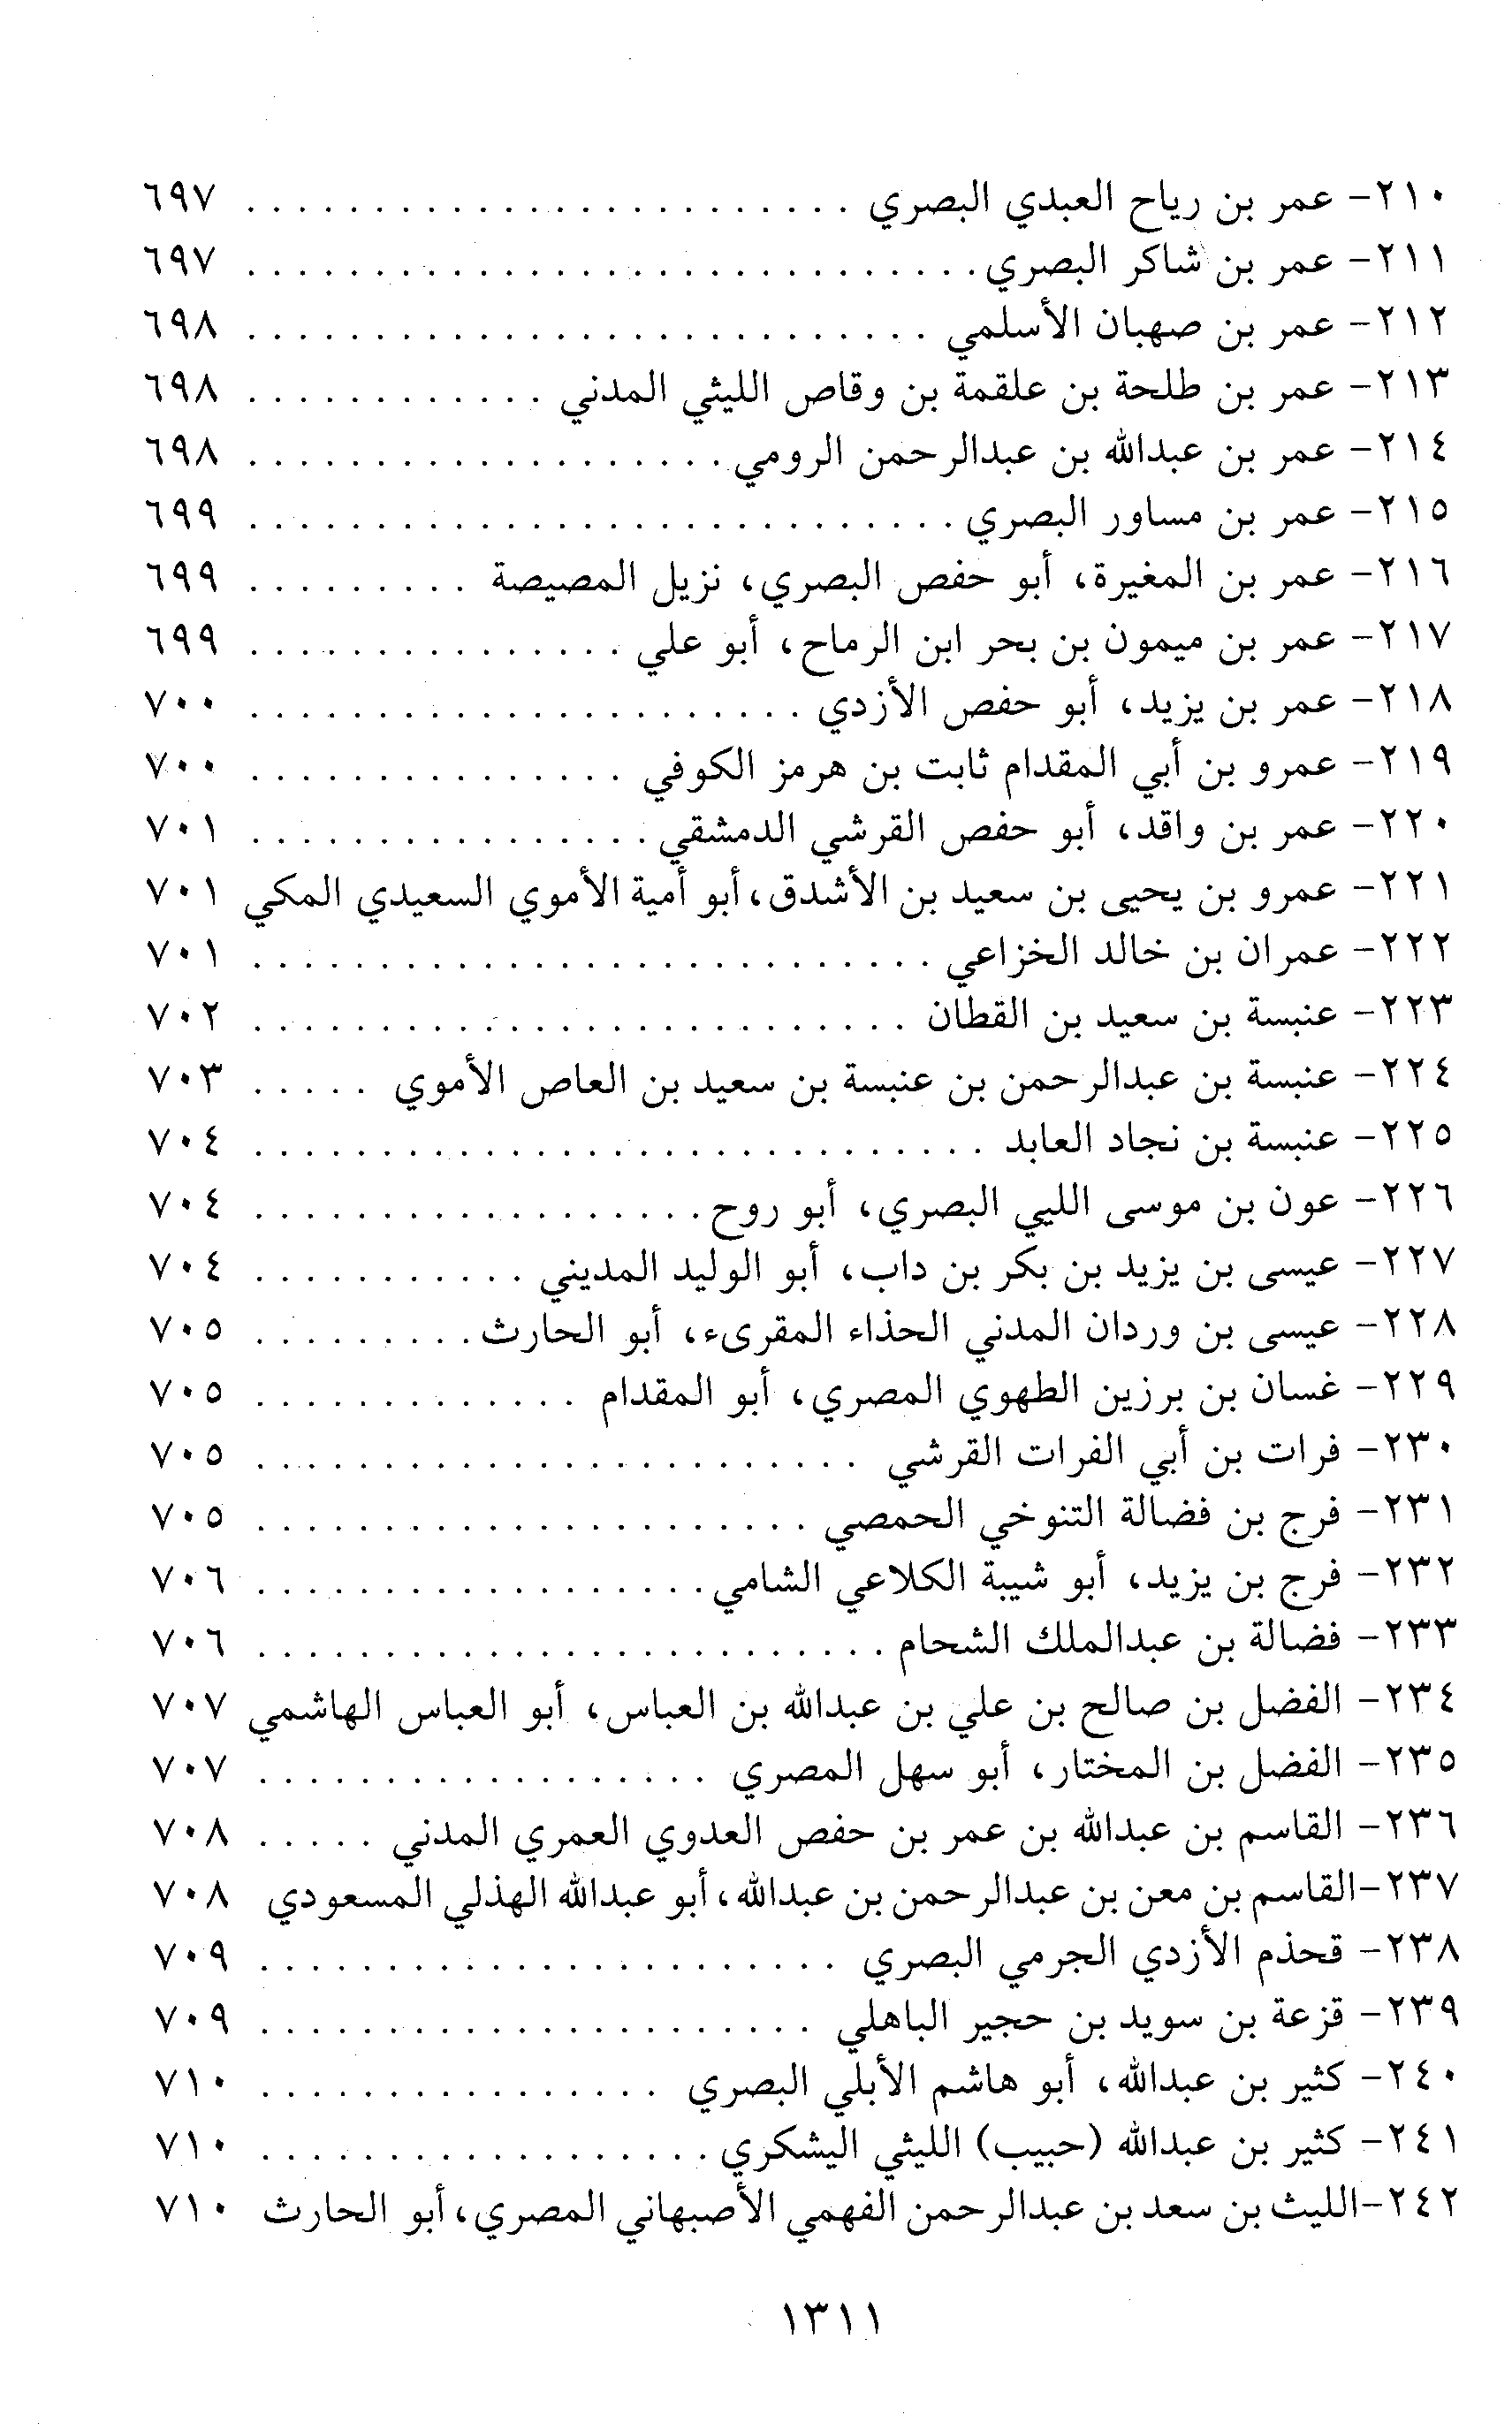 ٢١٠- عمر بن رياح العبدي البصري . . . . . . . . . . . . . . . . . . . . . . . . ٦٩٧
٢١١- عمر بن شاكر البصري . . . . . . . . . . . . . . . . . . . . . . . . . . . . . ٦٩٧
٢١٢- عمر بن صهبان الأسلمي . . . . . . . . . . . . . . . . . . . . . . . . . . . ٦٩٨
٢١٣- عمر بن طلحة بن علقمة بن وقاص الليثي المدني . . . . . . . . . . . . ٦٩٨
٢١٤- عمر بن عبدالله بن عبدالرحمن الرومي . . . . . . . . . . . . . . . . . . . ٦٩٨
٢١٥- عمر بن مساور البصري . . . . . . . . . . . . . . . . . . . . . . . . . . . . ٦٩٩
٢١٦- عمر بن المغيرة، أبو حفص البصري، نزيل المصيصة . . . . . . . . . ٦٩٩
٢١٧- عمر بن ميمون بن بحر ابن الرماح، أبو علي . . . . . . . . . . . . . . . ٦٩٩
٢١٨- عمر بن يزيد، أبو حفص الأزدي . . . . . . . . . . . . . . . . . . . . . . ٧٠٠
٢١٩- عمرو بن أبي المقدام ثابت بن هرمز الكوفي . . . . . . . . . . . . . . . ٧٠٠
٢٢٠- عمر بن واقد، أبو حفص القرشي الدمشقي . . . . . . . . . . . . . . . . ٧٠١
٢٢١- عمرو بن يحيى بن سعيد بن الأشدق، أبو أمية الأموي السعيدي المكي ٧٠١
٢٢٢- عمران بن خالد الخزاعي . . . . . . . . . . . . . . . . . . . . . . . . . . . ٧٠١
٢٢٣- عنبسة بن سعيد بن القطان . . . . . . . . . . . . . . . . . . . . . . . . . . ٧٠٢
٢٢٤- عنبسة بن عبدالرحمن بن عنبسة بن سعيد بن العاص الأموي . . . . . ٧٠٣
٢٢٥- عنبسة بن نجاد العابد . . . . . . . . . . . . . . . . . . . . . . . . . . . . . ٧٠٤
٢٢٦- عون بن موسى الليي البصري، أبو روح . . . . . . . . . . . . . . . . . . ٧٠٤
٢٢٧- عيسى بن يزيد بن بكر بن داب، أبو الوليد المديني . . . . . . . . . . . ٧٠٤
٢٢٨- عيسى بن وردان المدني الحذاء المقرىء، أبو الحارث . . . . . . . . . ٧٠٥
٢٢٩- غسان بن برزين الطهوي المصري، أبو المقدام . . . . . . . . . . . . . ٧٠٥
٢٣٠- فرات بن أبي الفرات القرشي . . . . . . . . . . . . . . . . . . . . . . . . ٧٠٥
٢٣١- فرج بن فضالة التنوخي الحمصي . . . . . . . . . . . . . . . . . . . . . . ٧٠٥
٢٣٢- فرج بن يزيد، أبو شيبة الكلاعي الشامي . . . . . . . . . . . . . . . . . . ٧٠٦
٢٣٣- فضالة بن عبدالملك الشحام . . . . . . . . . . . . . . . . . . . . . . . . . ٧٠٦
٢٣٤- الفضل بن صالح بن علي بن عبدالله بن العباس، أبو العباس الهاشمي ٧٠٧
٢٣٥- الفضل بن المختار، أبو سهل المصري . . . . . . . . . . . . . . . . . . ٧٠٧
٢٣٦- القاسم بن عبدالله بن عمر بن حفص العدوي العمري المدني . . . . . ٧٠٨
٢٣٧- القاسم بن معن بن عبدالرحمن بن عبدالله، أبو عبدالله الهذلي المسعودي ٧٠٨
٢٣٨- قحذم الأزدي الجرمي البصري . . . . . . . . . . . . . . . . . . . . . . . ٧٠٩
٢٣٩- قزعة بن سويد بن حجير الباهلي . . . . . . . . . . . . . . . . . . . . . . ٧٠٩
٢٤٠- كثير بن عبدالله، أبو هاشم الأبلي البصري . . . . . . . . . . . . . . . . ٧١٠
٢٤١- كثير بن عبدالله (حبيب) الليثي اليشكري . . . . . . . . . . . . . . . . . . ٧١٠
٢٤٢- الليث بن سعد بن عبدالرحمن الفهمي الأصبهاني المصري، أبو الحارث ٧١٠
١٣١١